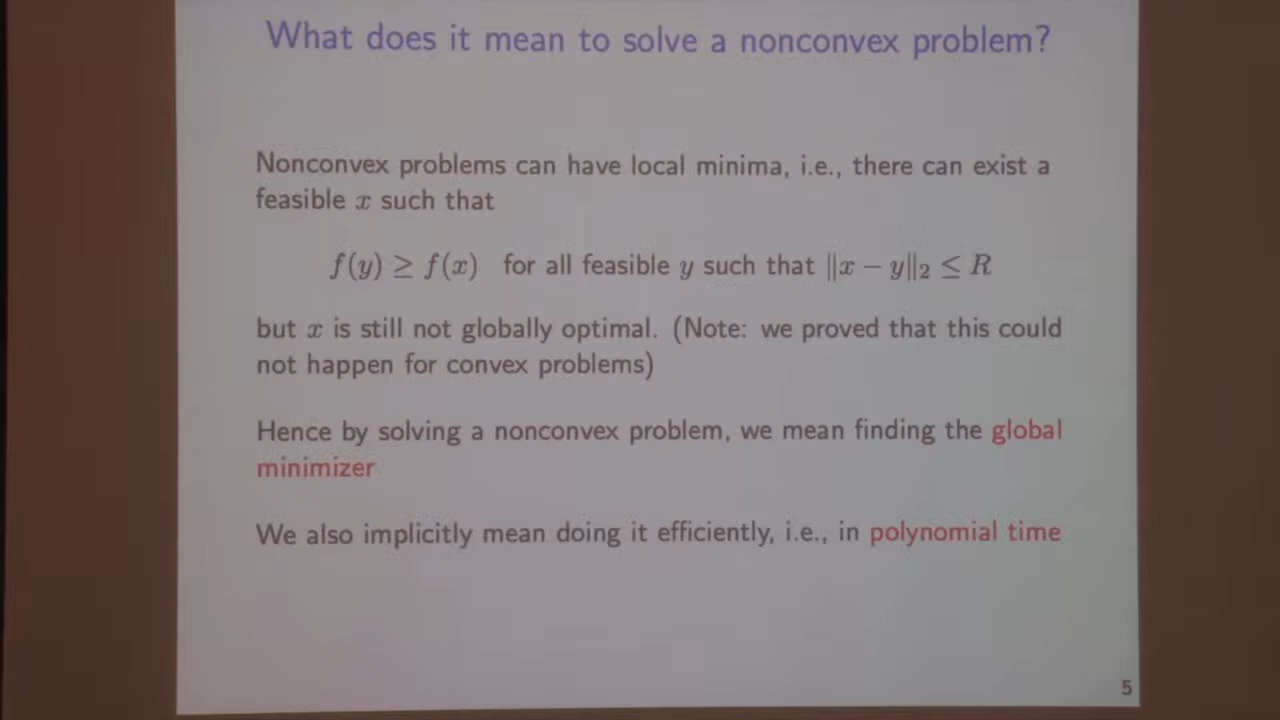 What does it mean to solve a nonconvex problem?
Nonconvex problems can have local minima, i.e., there can exist a
feasible x such that
f(y) ≥ f(x) for all feasible y such that ‖x − y‖₂ ≤ R
but x is still not globally optimal. (Note: we proved that this could
not happen for convex problems)
Hence by solving a nonconvex problem, we mean finding the global
minimizer
We also implicitly mean doing it efficiently, i.e., in polynomial time
5